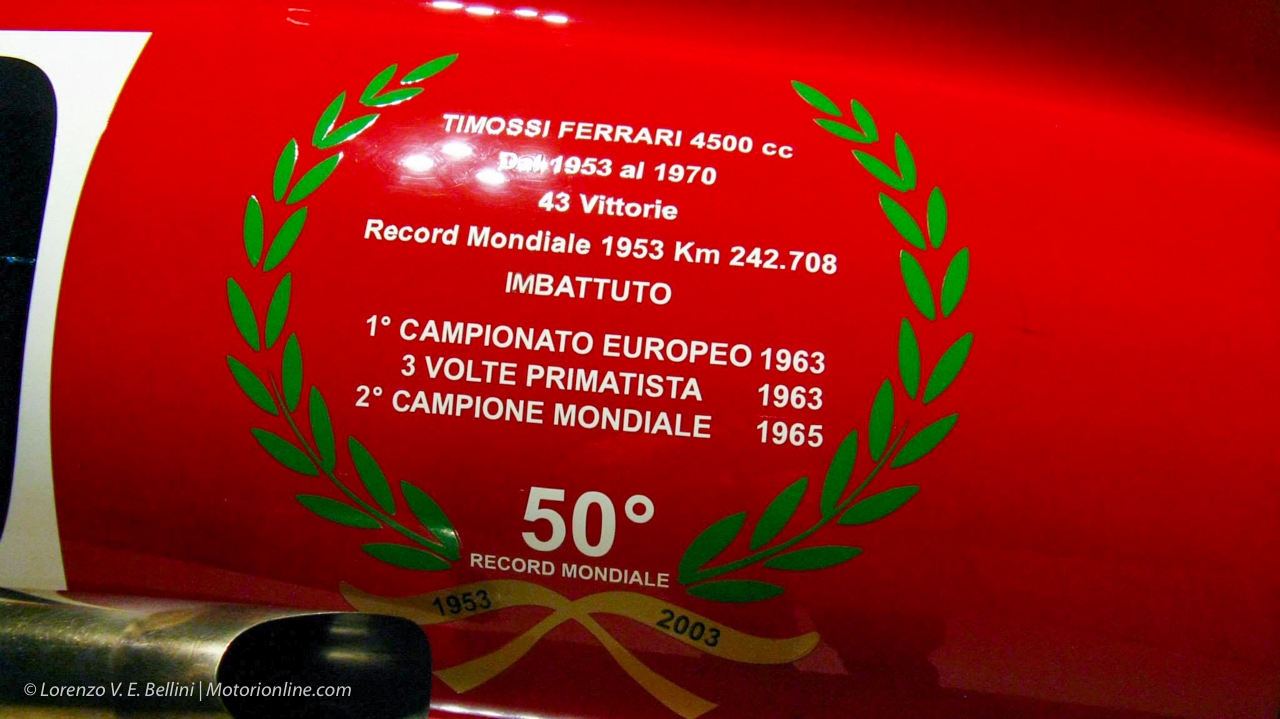 TIMOSSI FERRARI 4500 cc
Dal 1953 al 1970
43 Vittorie
Record Mondiale 1953 Km 242.708
IMBATTUTO
1° CAMPIONATO EUROPEO 1963
3 VOLTE PRIMATISTA 1963
2° CAMPIONE MONDIALE 1965
50°
RECORD MONDIALE
1953 2003
© Lorenzo V. E. Bellini | Motorionline.com